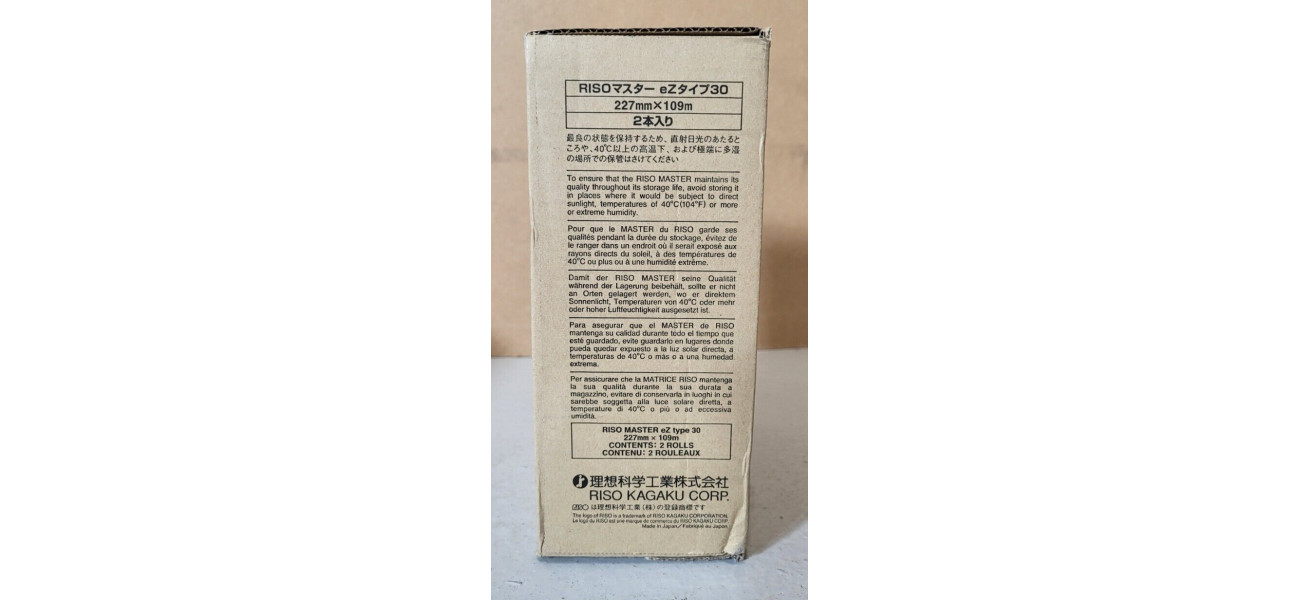 RISOマスター eZタイプ30
227mm×109m
2本入り
最良の状態を保持するため、直射日光のあたると
ころや、40℃以上の高温下、および極端に多湿
の場所での保管はさけてください
To ensure that the RISO MASTER maintains its
quality throughout its storage life, avoid storing it
in places where it would be subject to direct
sunlight, temperatures of 40°C(104°F) or more
or extreme humidity.
Pour que le MASTER du RISO garde ses
qualités pendant la durée du stockage, évitez de
le ranger dans un endroit où il serait exposé aux
rayons directs du soleil, à des températures de
40°C ou plus ou à une humidité extrême.
Damit der RISO MASTER seine Qualität
während der Lagerung beibehält, sollte er nicht
an Orten gelagert werden, wo er direktem
Sonnenlicht, Temperaturen von 40°C oder mehr
oder hoher Luftfeuchtigkeit ausgesetzt ist.
Para asegurar que el MASTER de RISO
mantenga su calidad durante todo el tiempo que
esté guardado, evite guardarlo en lugares donde
pueda quedar expuesto a la luz solar directa, a
temperaturas de 40°C o más o a una humedad
extrema.
Per assicurare che la MATRICE RISO mantenga
la sua qualità durante la sua durata a
magszzino, evitare di conservarla in luoghi in cui
sarebbe soggetta alla luce solare diretta, a
temperature di 40°C o più o ad eccessiva
umidità.
RISO MASTER eZ type 30
227mm × 109m
CONTENTS: 2 ROLLS
CONTENU: 2 ROULEAUX
理想科学工業株式会社
RISO KAGAKU CORP.
RISO は理想科学工業(株)の登録商標です
The logo of RISO is a trademark of RISO KAGAKU CORPORATION.
Le logo du RISO est une marque de commerce du RISO KAGAKU CORP.
Made in Japan/Fabriqué au Japan